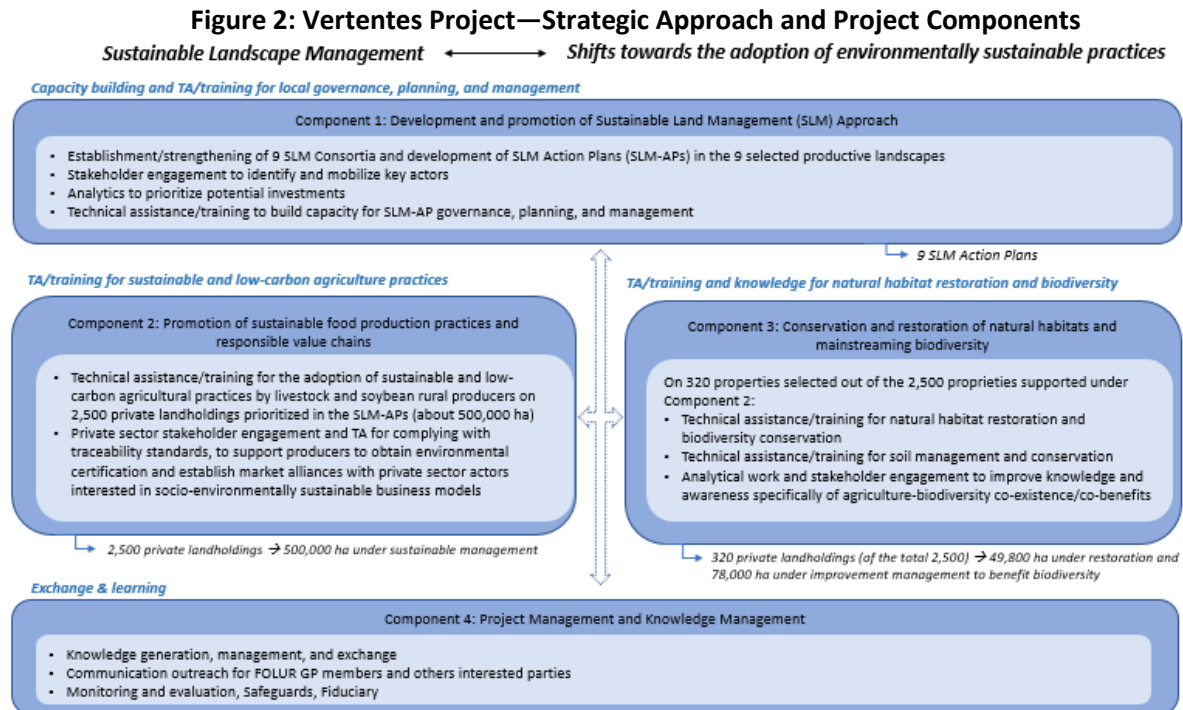 Figure 2: Vertentes Project—Strategic Approach and Project Components
Sustainable Landscape Management Shifts towards the adoption of environmentally sustainable practices
Capacity building and TA/training for local governance, planning, and management
Component 1: Development and promotion of Sustainable Land Management (SLM) Approach
• Establishment/strengthening of 9 SLM Consortia and development of SLM Action Plans (SLM-APs) in the 9 selected productive landscapes
• Stakeholder engagement to identify and mobilize key actors
• Analytics to prioritize potential investments
• Technical assistance/training to build capacity for SLM-AP governance, planning, and management
9 SLM Action Plans
TA/training for sustainable and low-carbon agriculture practices
Component 2: Promotion of sustainable food production practices and
responsible value chains
• Technical assistance/training for the adoption of sustainable and low-
carbon agricultural practices by livestock and soybean rural producers on
2,500 private landholdings prioritized in the SLM-APs (about 500,000 ha)
• Private sector stakeholder engagement and TA for complying with
traceability standards, to support producers to obtain environmental
certification and establish market alliances with private sector actors
interested in socio-environmentally sustainable business models
2,500 private landholdings → 500,000 ha under sustainable management
TA/training and knowledge for natural habitat restoration and biodiversity
Component 3: Conservation and restoration of natural habitats and
mainstreaming biodiversity
On 320 properties selected out of the 2,500 proprieties supported under
Component 2:
• Technical assistance/training for natural habitat restoration and
biodiversity conservation
• Technical assistance/training for soil management and conservation
• Analytical work and stakeholder engagement to improve knowledge and
awareness specifically of agriculture-biodiversity co-existence/co-benefits
320 private landholdings (of the total 2,500) → 49,800 ha under restoration and
78,000 ha under improvement management to benefit biodiversity
Exchange & learning
Component 4: Project Management and Knowledge Management
• Knowledge generation, management, and exchange
• Communication outreach for FOLUR GP members and others interested parties
• Monitoring and evaluation, Safeguards, Fiduciary